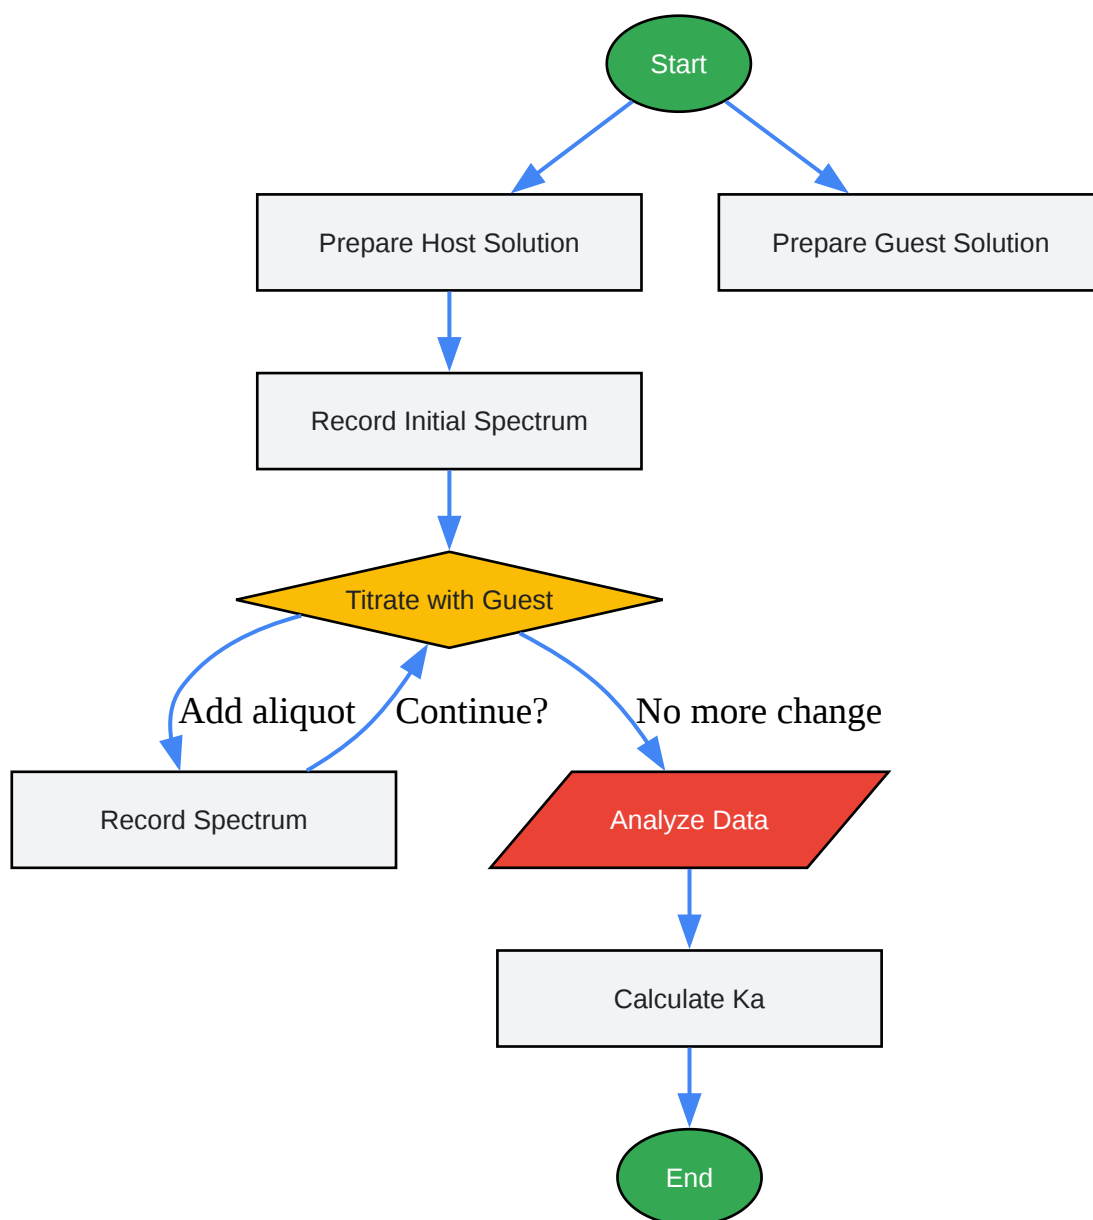 Start
Prepare Host Solution
Prepare Guest Solution
Record Initial Spectrum
Titrate with Guest
Add aliquot
Continue?
No more change
Record Spectrum
Analyze Data
Calculate Ka
End